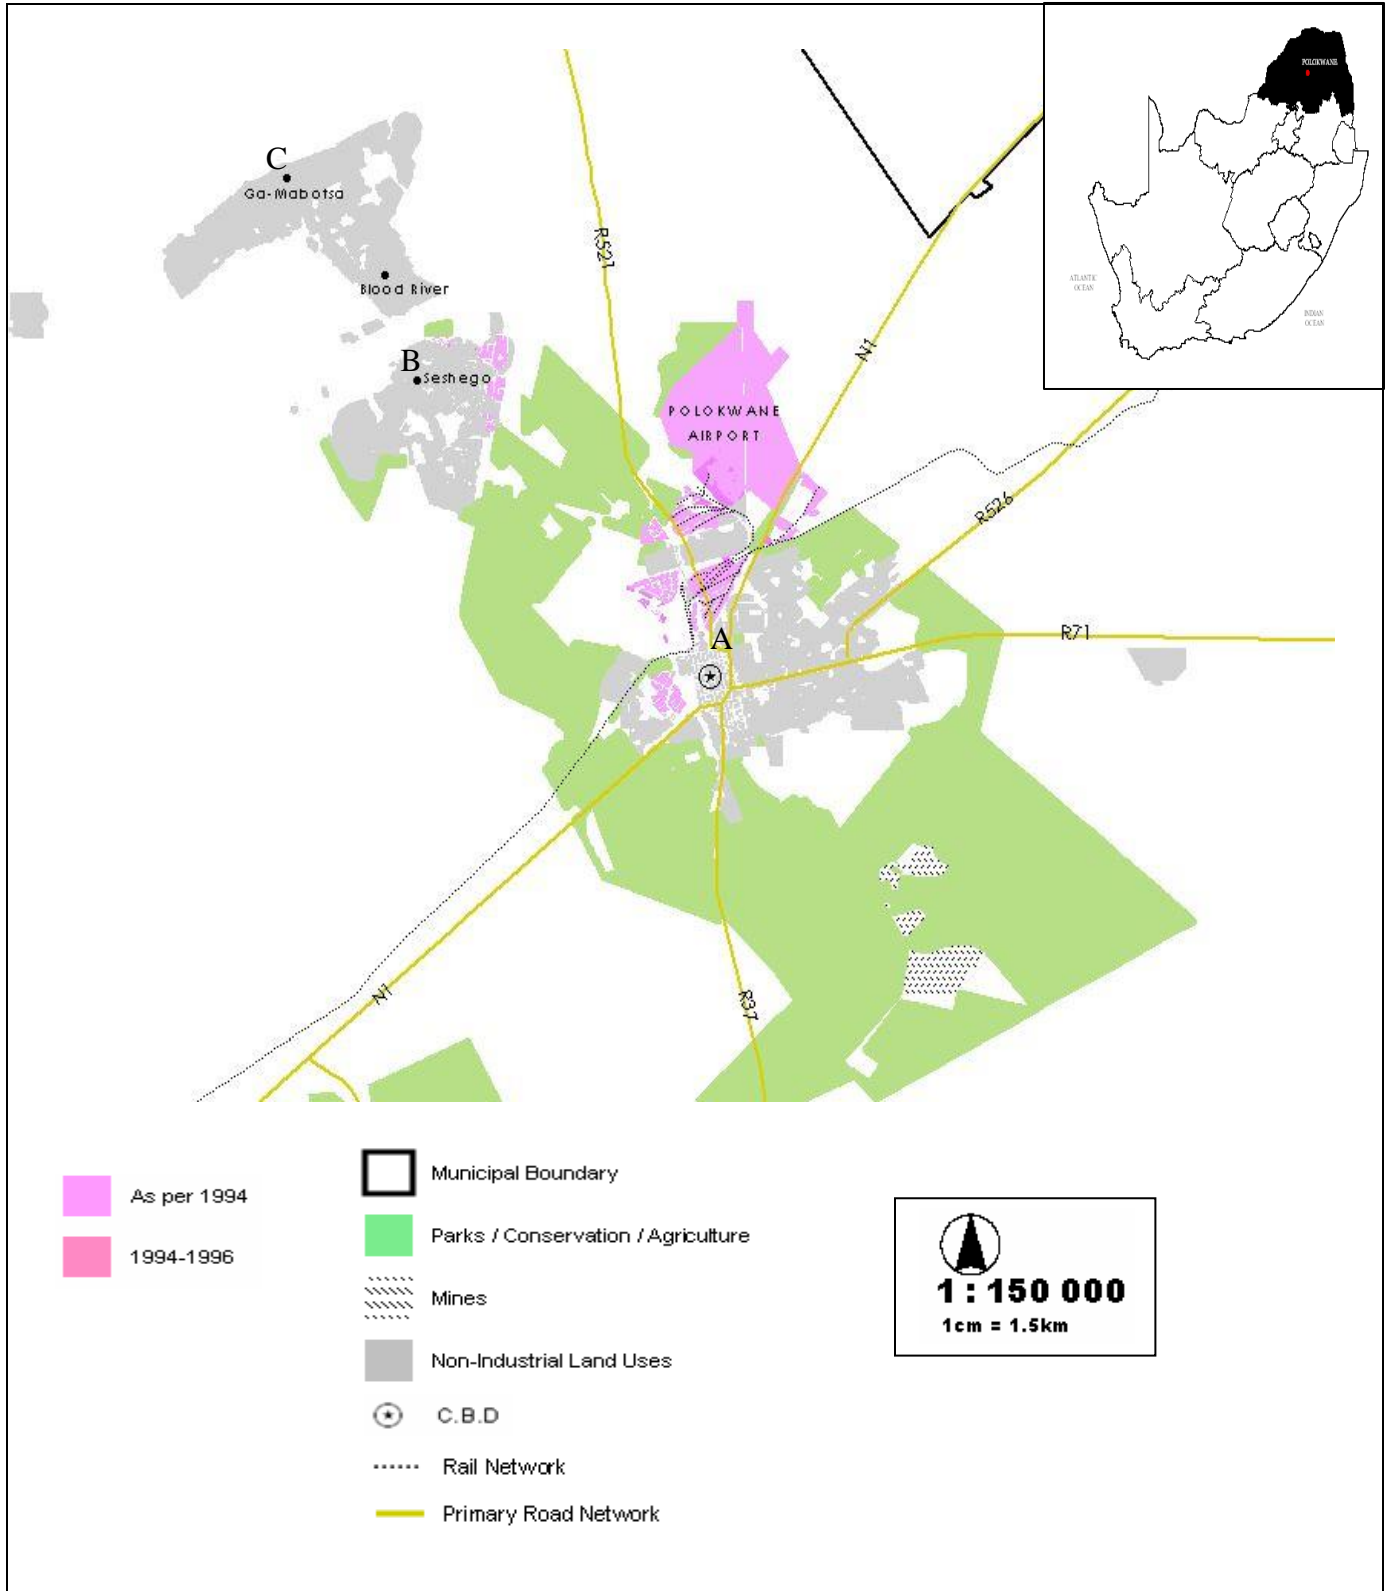 POLOKWANE
ATLANTIC
OCEAN
INDIAN
OCEAN
C
Ga-Mabotsa
R521
Blood River
N1
B
Seshego
POLOKWANE
AIRPORT
R526
A
R71
N1
R37
As per 1994
1994-1996
Municipal Boundary
Parks / Conservation / Agriculture
Mines
Non-Industrial Land Uses
C.B.D
Rail Network
Primary Road Network
1 : 150 000
1cm = 1.5km